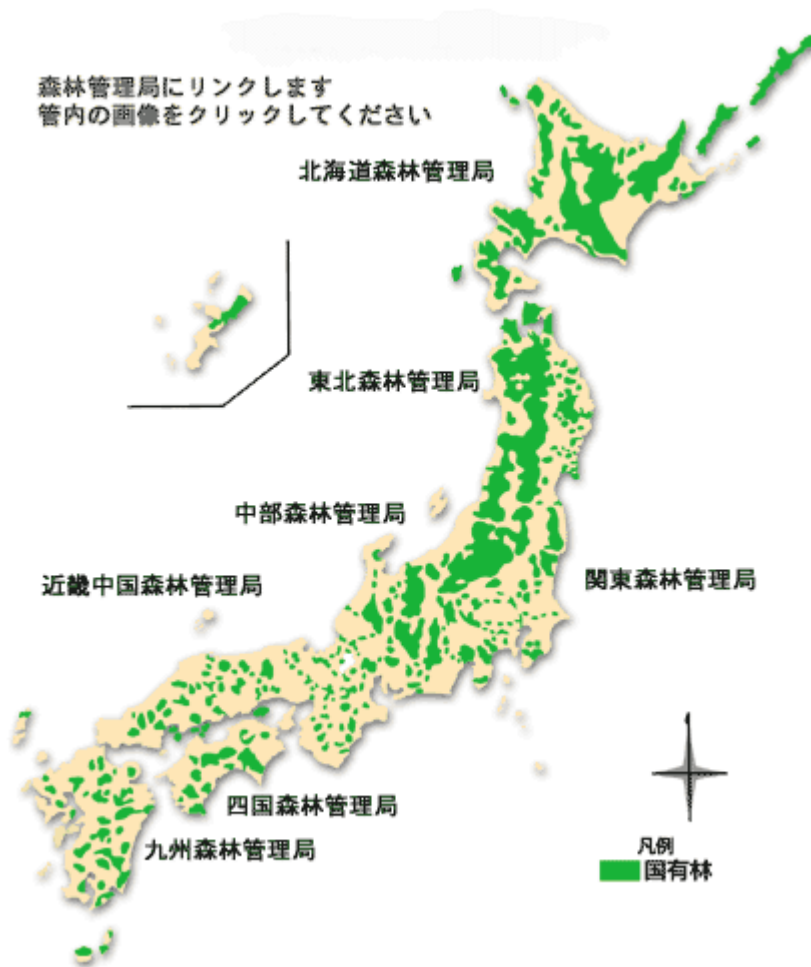 森林管理局にリンクします
管内の画像をクリックしてください
北海道森林管理局
東北森林管理局
中部森林管理局
近畿中国森林管理局
関東森林管理局
四国森林管理局
九州森林管理局
凡例
国有林